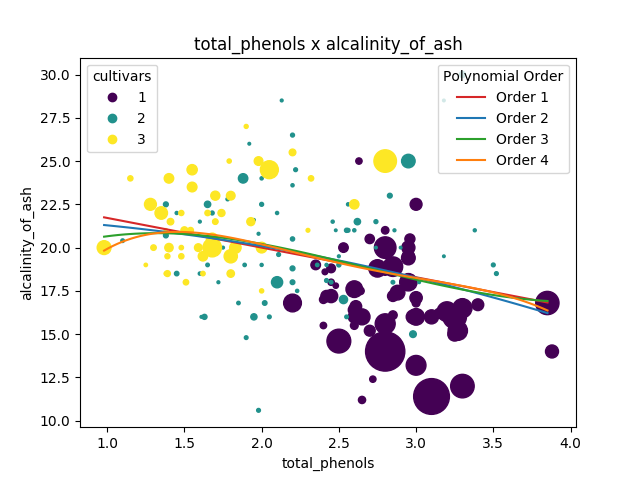 total_phenols x alcalinity_of_ash
alcalinity_of_ash
30.0
27.5
25.0
22.5
20.0
17.5
15.0
12.5
10.0
cultivars
1
2
3
Polynomial Order
Order 1
Order 2
Order 3
Order 4
1.0 1.5 2.0 2.5 3.0 3.5 4.0
total_phenols